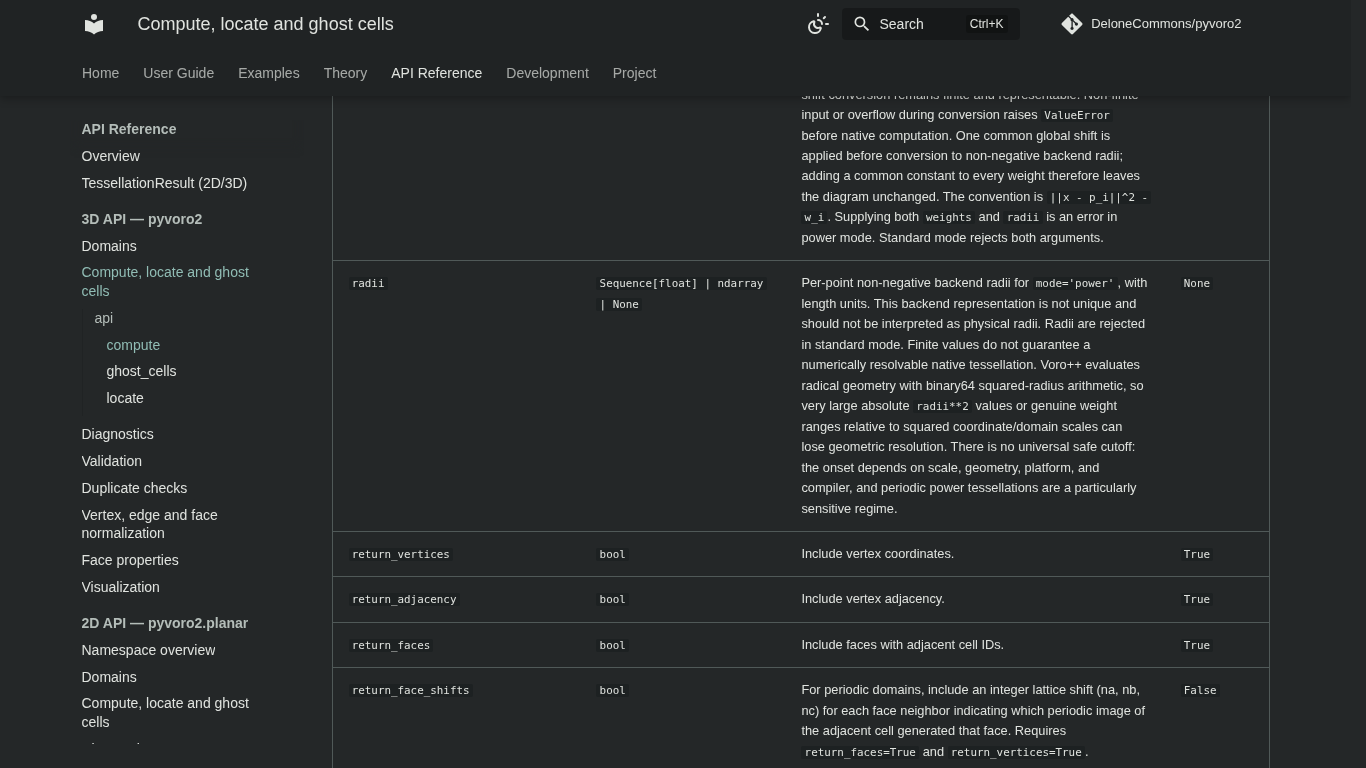 Compute, locate and ghost cells
Search
Ctrl+K
DeloneCommons/pyvoro2
Home
User Guide
Examples
Theory
API Reference
Development
Project
API Reference
Overview
TessellationResult (2D/3D)
3D API — pyvoro2
Domains
Compute, locate and ghost
cells
api
compute
ghost_cells
locate
Diagnostics
Validation
Duplicate checks
Vertex, edge and face
normalization
Face properties
Visualization
2D API — pyvoro2.planar
Namespace overview
Domains
Compute, locate and ghost
cells
shift conversion remains finite and representable. Non-finite
input or overflow during conversion raises ValueError
before native computation. One common global shift is
applied before conversion to non-negative backend radii;
adding a common constant to every weight therefore leaves
the diagram unchanged. The convention is ||x - p_i||^2 -
w_i. Supplying both weights and radii is an error in
power mode. Standard mode rejects both arguments.
radii
Sequence[float] | ndarray
| None
Per-point non-negative backend radii for mode='power', with
length units. This backend representation is not unique and
should not be interpreted as physical radii. Radii are rejected
in standard mode. Finite values do not guarantee a
numerically resolvable native tessellation. Voro++ evaluates
radical geometry with binary64 squared-radius arithmetic, so
very large absolute radii**2 values or genuine weight
ranges relative to squared coordinate/domain scales can
lose geometric resolution. There is no universal safe cutoff:
the onset depends on scale, geometry, platform, and
compiler, and periodic power tessellations are a particularly
sensitive regime.
None
return_vertices
bool
Include vertex coordinates.
True
return_adjacency
bool
Include vertex adjacency.
True
return_faces
bool
Include faces with adjacent cell IDs.
True
return_face_shifts
bool
For periodic domains, include an integer lattice shift (na, nb,
nc) for each face neighbor indicating which periodic image of
the adjacent cell generated that face. Requires
return_faces=True and return_vertices=True.
False